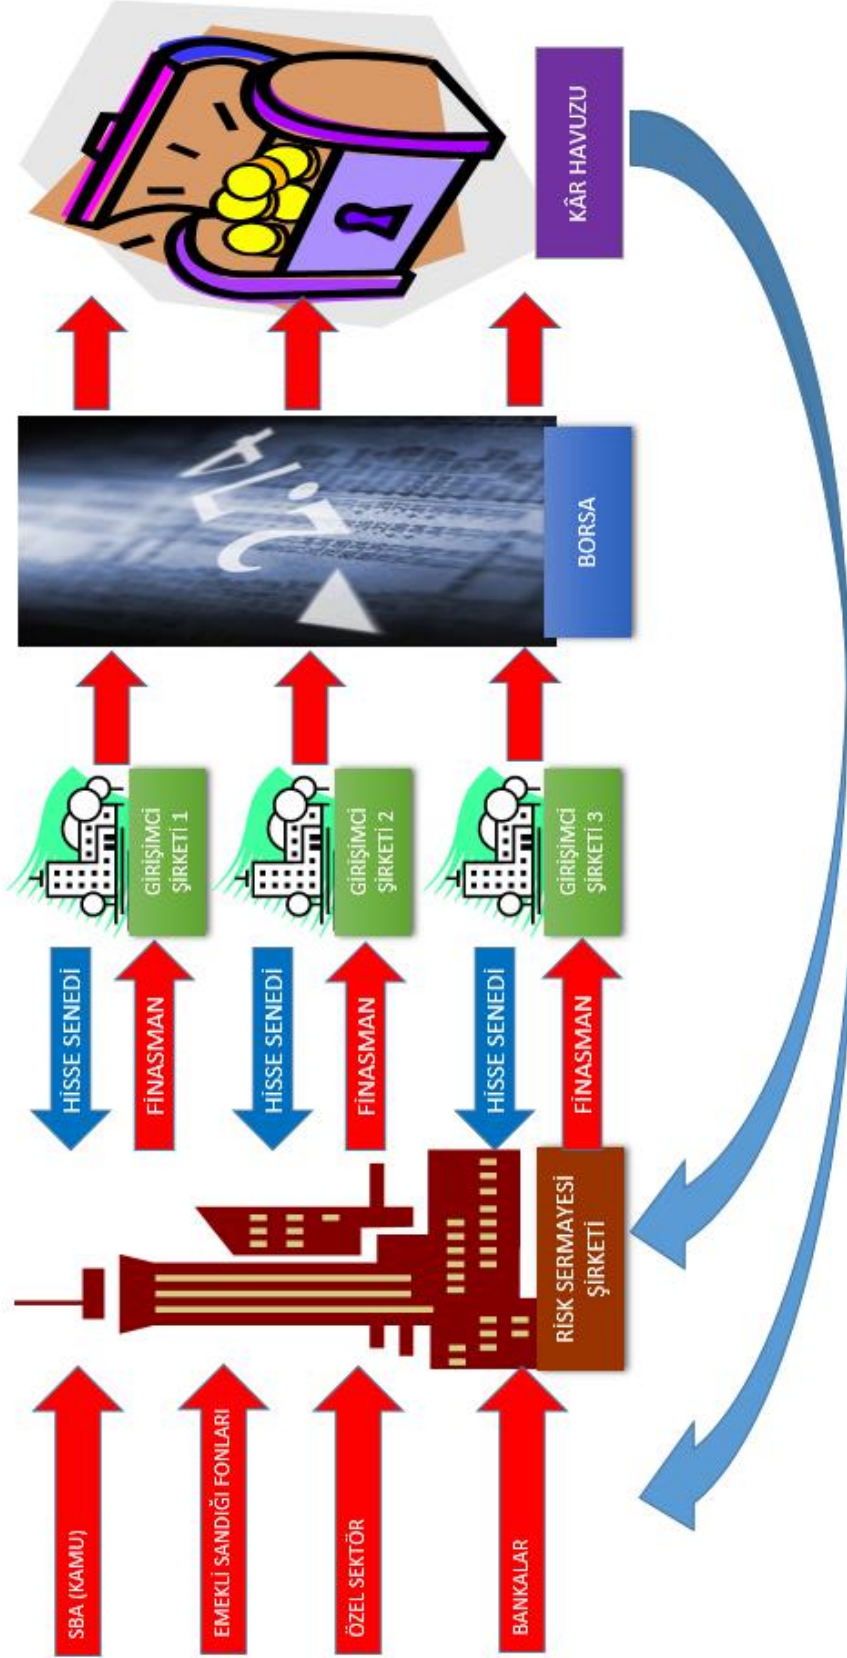 SBA (KAMU)
EMEKLİ SANDIĞI FONLARI
ÖZEL SEKTÖR
BANKALAR
RİSK SERMAYESİ
ŞİRKETİ
HİSSE SENEDİ
FİNASMAN
HİSSE SENEDİ
FİNASMAN
HİSSE SENEDİ
FİNASMAN
GİRİŞİMCİ
ŞİRKETİ 1
GİRİŞİMCİ
ŞİRKETİ 2
GİRİŞİMCİ
ŞİRKETİ 3
BORSA
KÂR HAVUZU